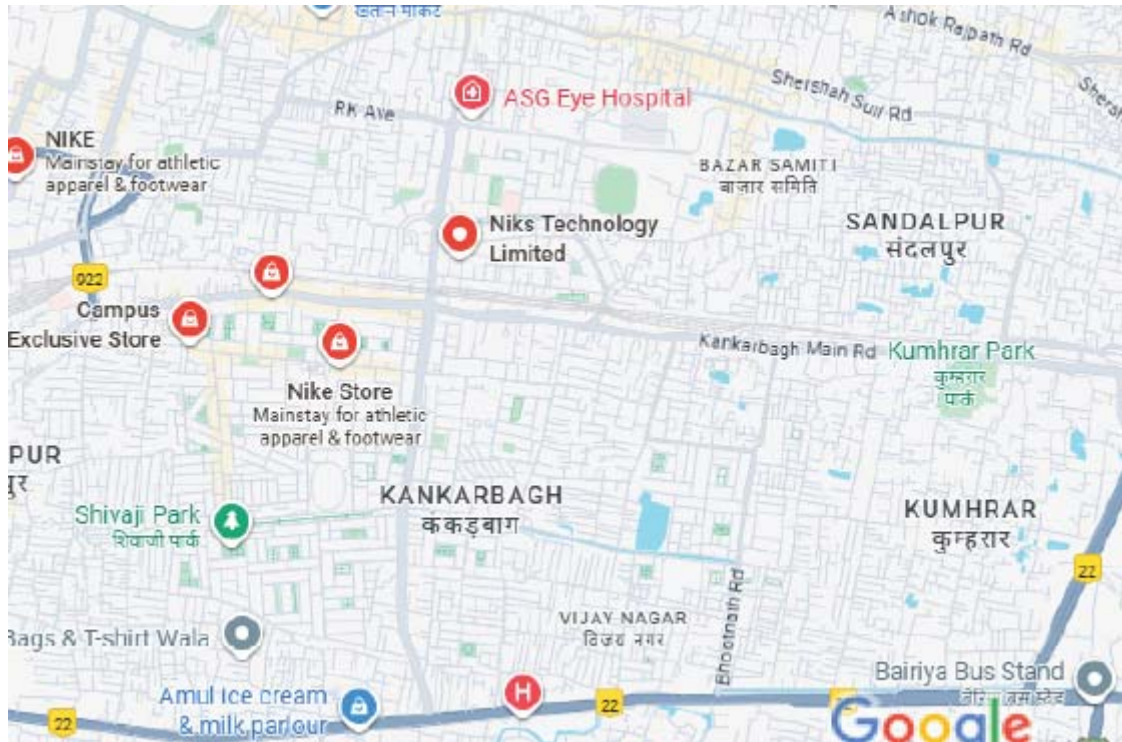 खेतान मार्केट
Ashok Rajpath Rd
Shershah Suri Rd
RK Ave
ASG Eye Hospital
NIKE
Mainstay for athletic
apparel & footwear
BAZAR SAMITI
बाज़ार समिति
Niks Technology
Limited
SANDALPUR
संदलपुर
922
Campus
Exclusive Store
Kankarbagh Main Rd
Kumhrar Park
कुम्हरार
पार्क
Nike Store
Mainstay for athletic
apparel & footwear
PUR
पुर
KANKARBAGH
ककड़बाग
Shivaji Park
शिवाजी पार्क
KUMHRAR
कुम्हरार
22
Bhootnath Rd
VIJAY NAGAR
विजय नगर
Bags & T-shirt Wala
Bairiya Bus Stand
Amul Ice cream
& milk parlour
H
22
22
Google